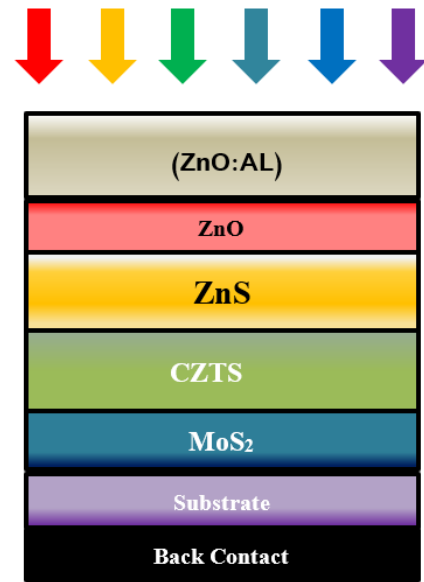 (ZnO:AL)
ZnO
ZnS
CZTS
MoS₂
Substrate
Back Contact